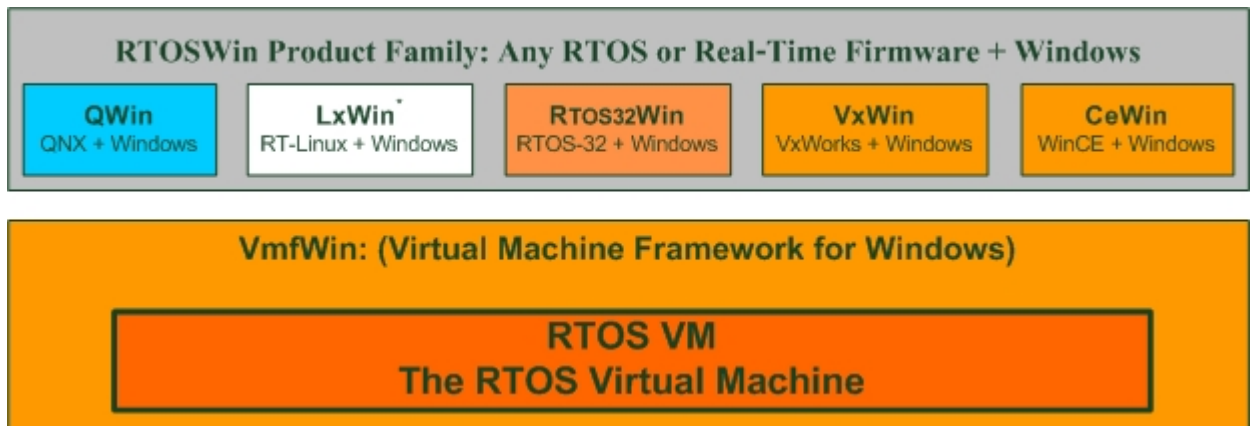 RTOSWin Product Family: Any RTOS or Real-Time Firmware + Windows
QWin
QNX + Windows
LxWin*
RT-Linux + Windows
RTOS32Win
RTOS-32 + Windows
VxWin
VxWorks + Windows
CeWin
WinCE + Windows
VmfWin: (Virtual Machine Framework for Windows)
RTOS VM
The RTOS Virtual Machine